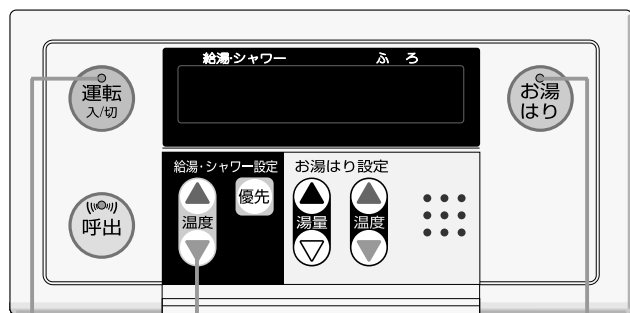 給湯・シャワー ふろ
運転
入/切
お湯
はり
給湯・シャワー設定 お湯はり設定
優先
温度 湯量 温度
呼出